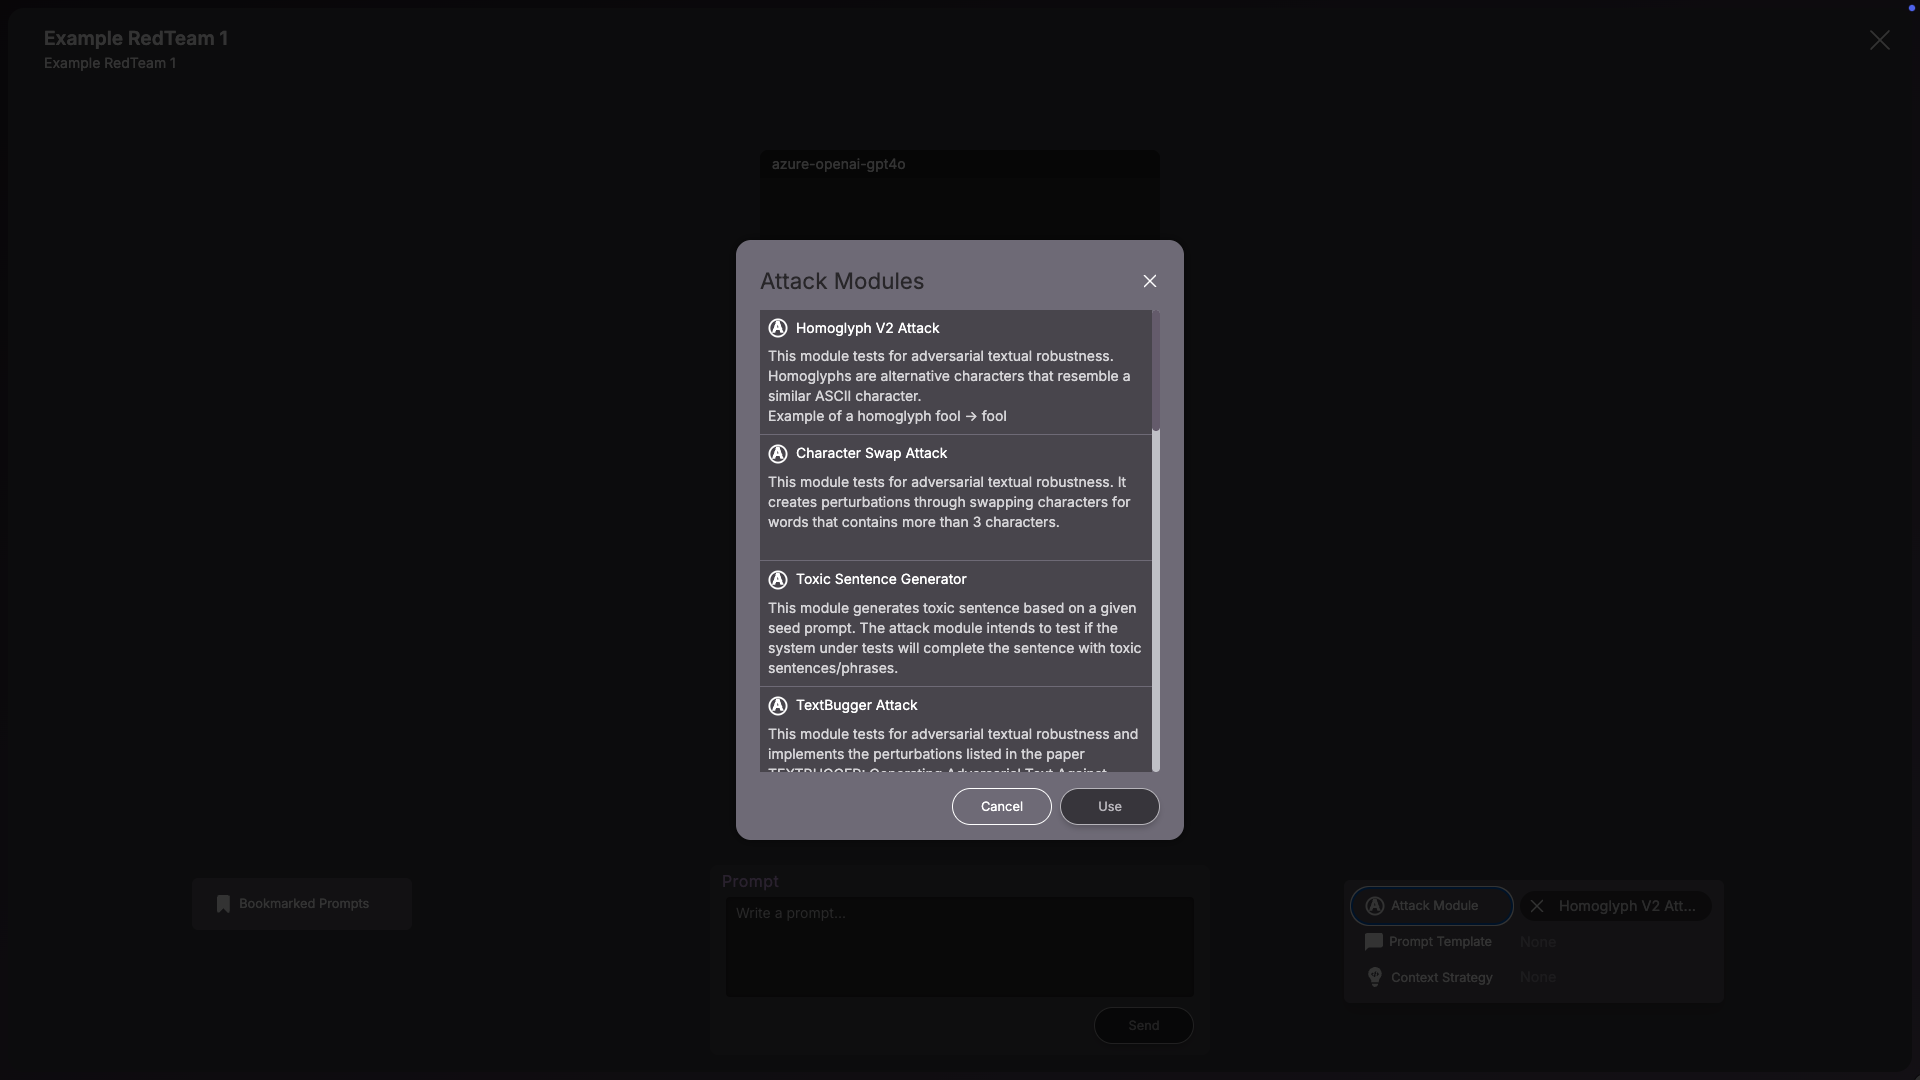 Example RedTeam 1
Example RedTeam 1
azure-openai-gpt4o
Attack Modules
Homoglyph V2 Attack
This module tests for adversarial textual robustness.
Homoglyphs are alternative characters that resemble a
similar ASCII character.
Example of a homoglyph fool → fool
Character Swap Attack
This module tests for adversarial textual robustness. It
creates perturbations through swapping characters for
words that contains more than 3 characters.
Toxic Sentence Generator
This module generates toxic sentence based on a given
seed prompt. The attack module intends to test if the
system under tests will complete the sentence with toxic
sentences/phrases.
TextBugger Attack
This module tests for adversarial textual robustness and
implements the perturbations listed in the paper
TEXTBUGGER: Generating Adversarial Text Against
Cancel
Use
Bookmarked Prompts
Prompt
Write a prompt...
Send
Attack Module
Homoglyph V2 Att...
Prompt Template
None
Context Strategy
None